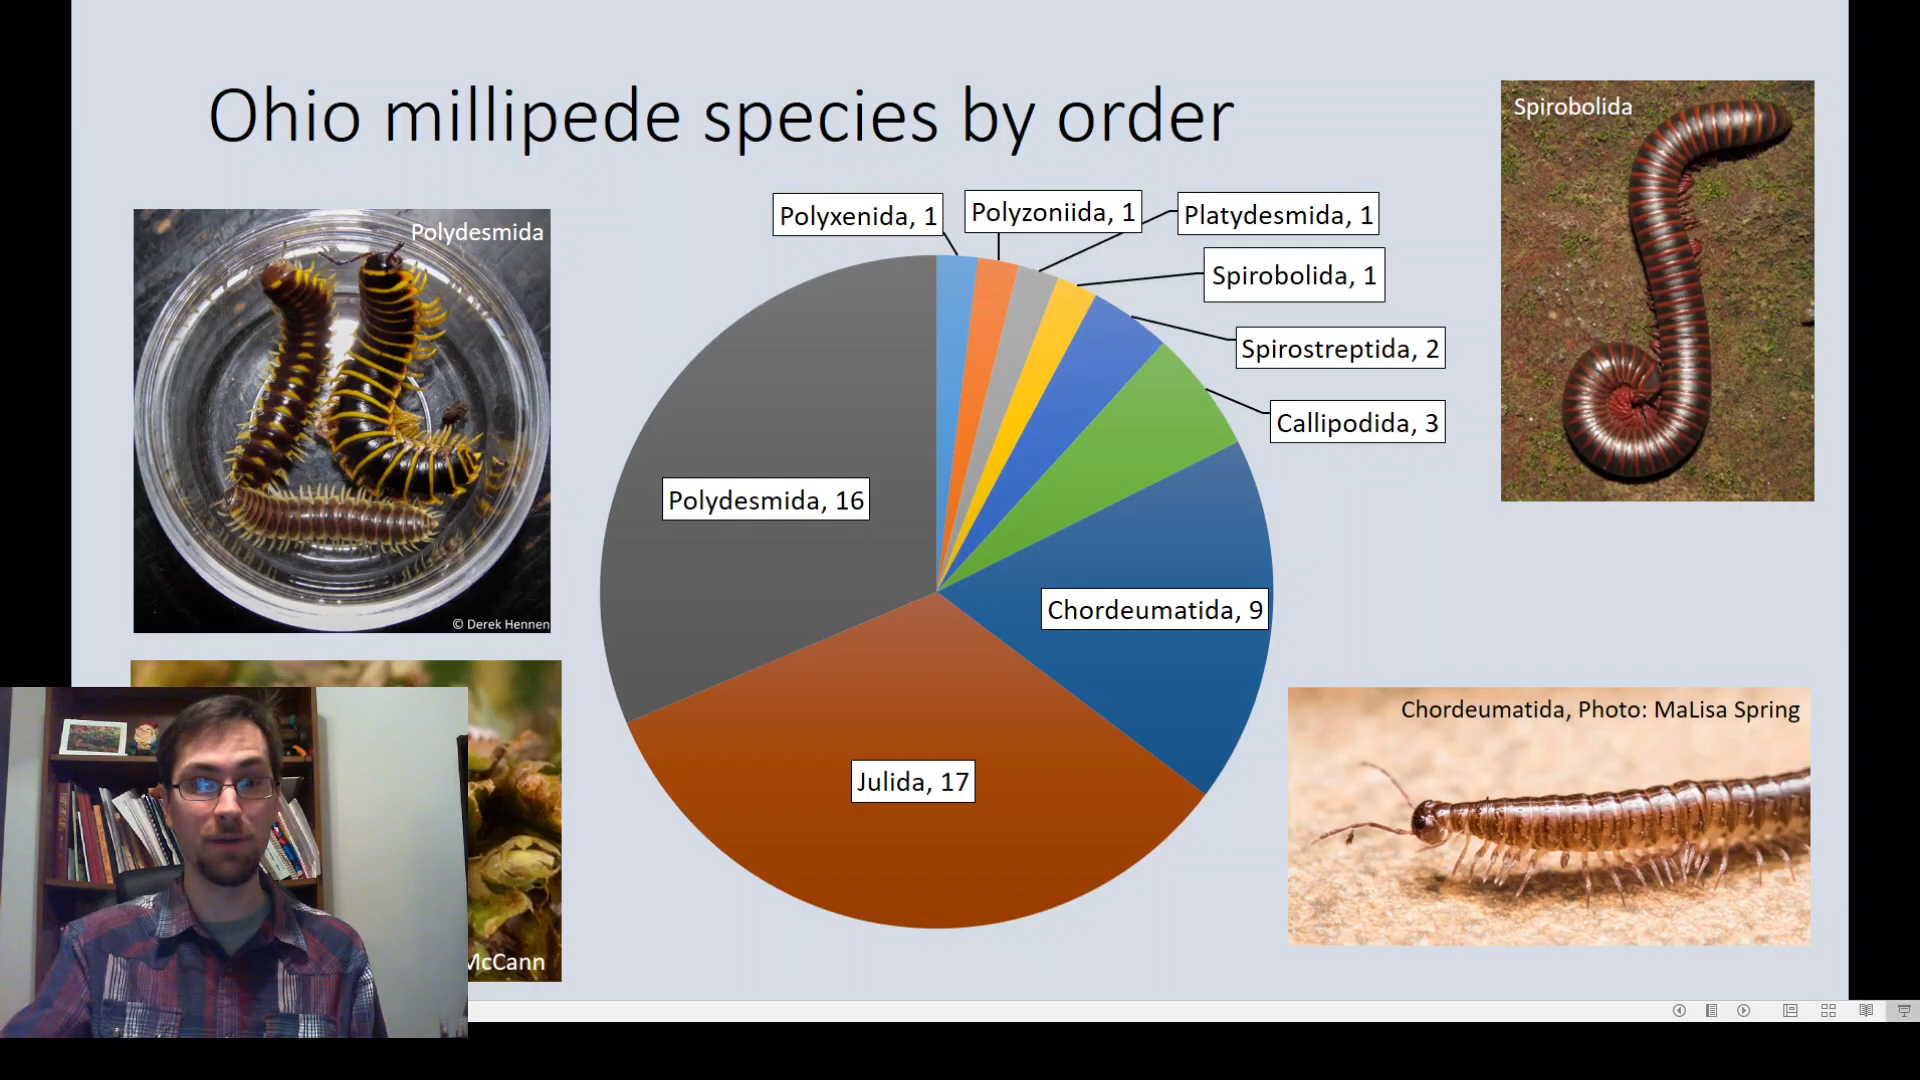 Ohio millipede species by order
Spirobolida
Polydesmida
© Derek Hennen
Polyxenida, 1
Polyzoniida, 1
Platydesmida, 1
Spirobolida, 1
Spirostreptida, 2
Callipodida, 3
Polydesmida, 16
Chordeumatida, 9
Julida, 17
Chordeumatida, Photo: MaLisa Spring
McCann